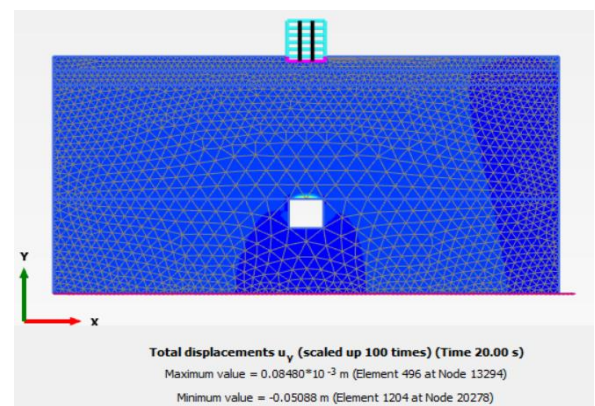 Y
X
Total displacements u_y (scaled up 100 times) (Time 20.00 s)
Maximum value = 0.08480*10 -3 m (Element 496 at Node 13294)
Minimum value = -0.05088 m (Element 1204 at Node 20278)